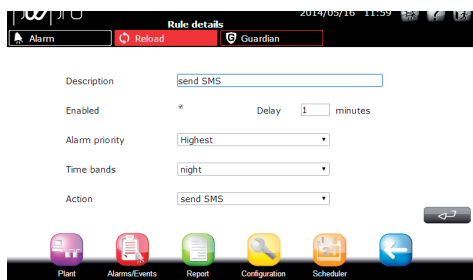 2014/05/16 11:59
Rule details
Alarm Reload Guardian
Description send SMS
Enabled Delay 1 minutes
Alarm priority Highest
Time bands night
Action send SMS
Plant Alarms/Events Report Configuration Scheduler